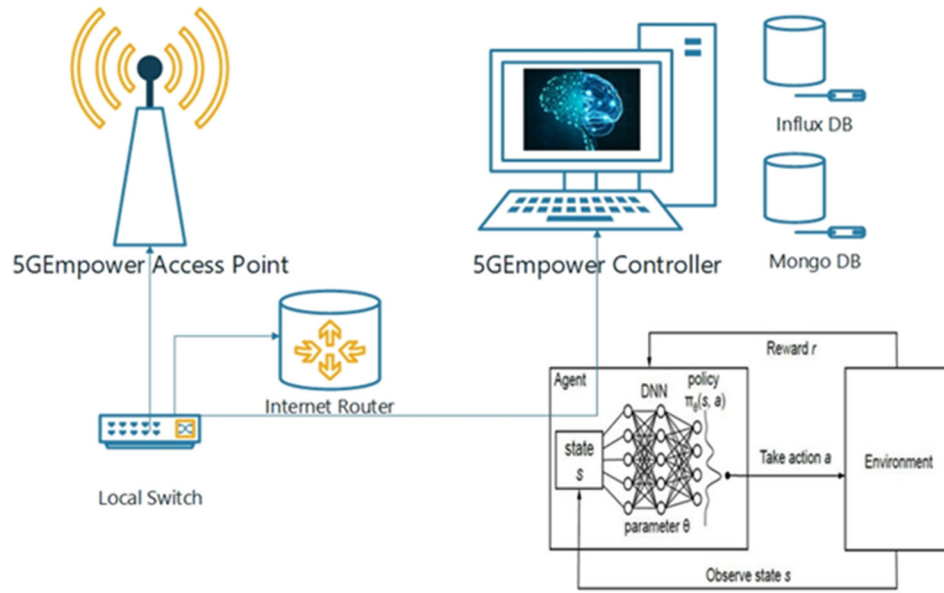 Influx DB
Mongo DB
5GEmpower Access Point
5GEmpower Controller
Internet Router
Local Switch
Reward r
Agent
DNN
policy
π_θ(s, a)
state
s
Take action a
Environment
parameter θ
Observe state s